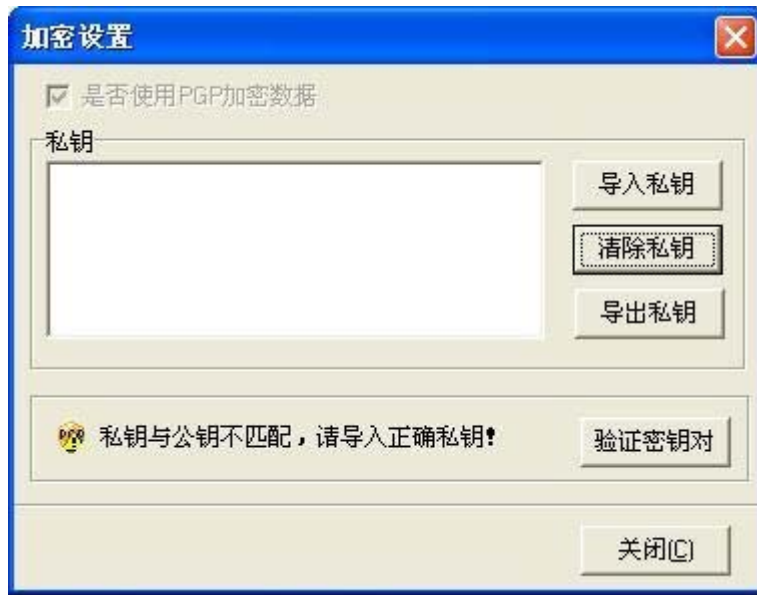 加密设置
是否使用PGP加密数据
私钥
导入私钥
清除私钥
导出私钥
私钥与公钥不匹配，请导入正确私钥！
验证密钥对
关闭(C)